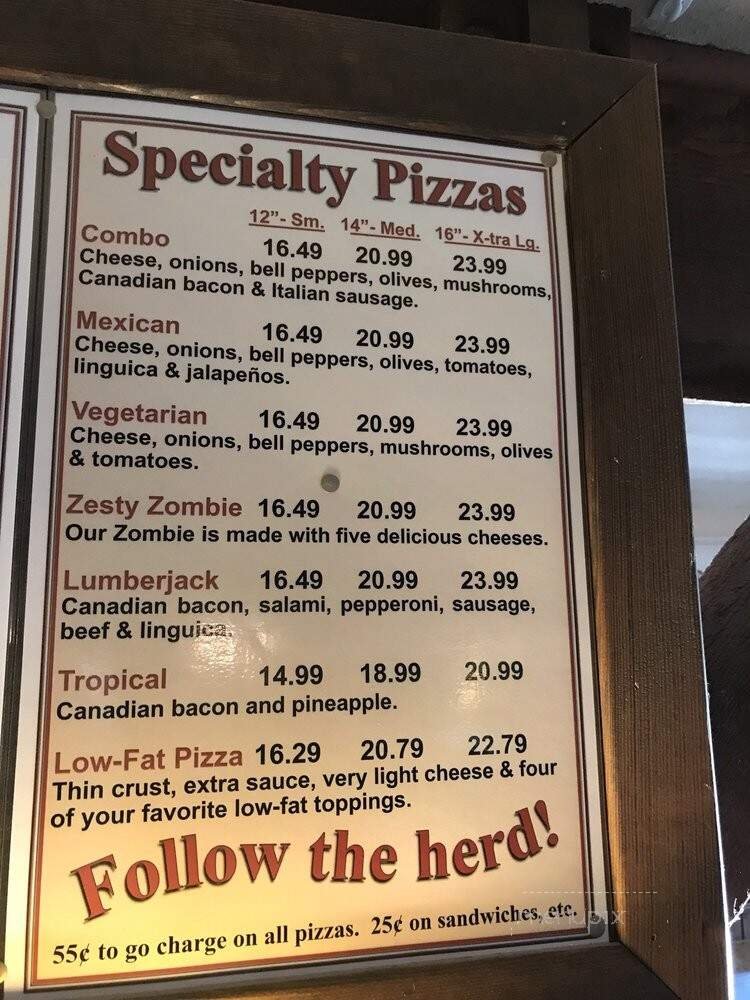 Specialty Pizzas
12”- Sm. 14”- Med. 16”- X-tra Lg.
Combo 16.49 20.99 23.99
Cheese, onions, bell peppers, olives, mushrooms,
Canadian bacon & Italian sausage.
Mexican 16.49 20.99 23.99
Cheese, onions, bell peppers, olives, tomatoes,
linguica & jalapeños.
Vegetarian 16.49 20.99 23.99
Cheese, onions, bell peppers, mushrooms, olives
& tomatoes.
Zesty Zombie 16.49 20.99 23.99
Our Zombie is made with five delicious cheeses.
Lumberjack 16.49 20.99 23.99
Canadian bacon, salami, pepperoni, sausage,
beef & linguica.
Tropical 14.99 18.99 20.99
Canadian bacon and pineapple.
Low-Fat Pizza 16.29 20.79 22.79
Thin crust, extra sauce, very light cheese & four
of your favorite low-fat toppings.
Follow the herd!
55¢ to go charge on all pizzas. 25¢ on sandwiches, etc.
menupix